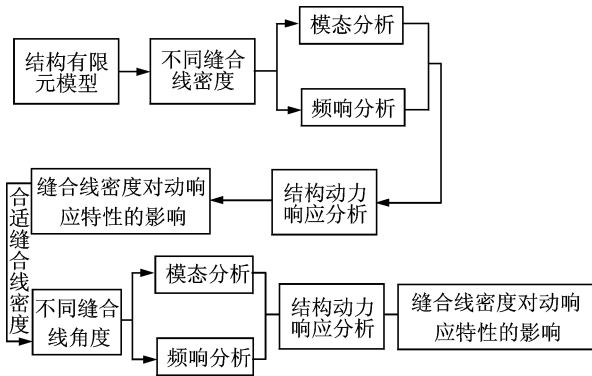 结构有限
元模型
不同缝合
线密度
模态分析
频响分析
结构动力
响应分析
缝合线密度对动响
应特性的影响
合适缝合线密度
不同缝合
线角度
模态分析
频响分析
结构动力
响应分析
缝合线密度对动响
应特性的影响